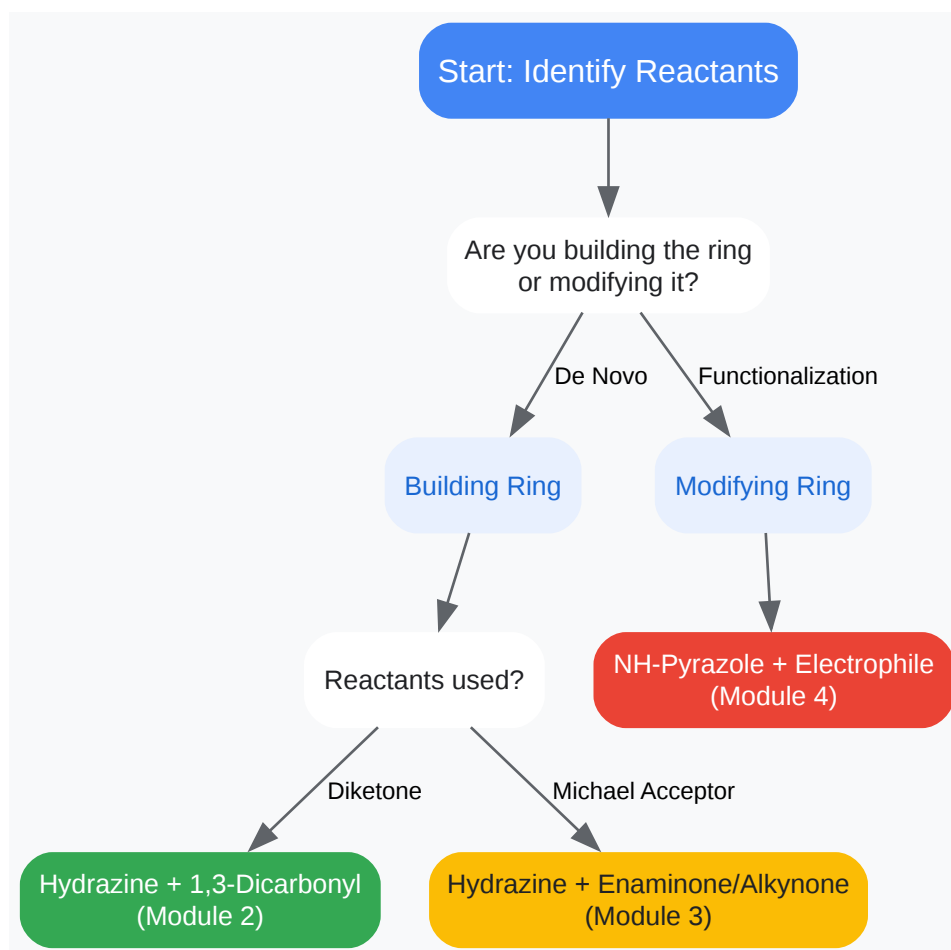 Start: Identify Reactants
Are you building the ring
or modifying it?
De Novo
Functionalization
Building Ring
Modifying Ring
Reactants used?
NH-Pyrazole + Electrophile
(Module 4)
Diketone
Michael Acceptor
Hydrazine + 1,3-Dicarbonyl
(Module 2)
Hydrazine + Enaminone/Alkynone
(Module 3)